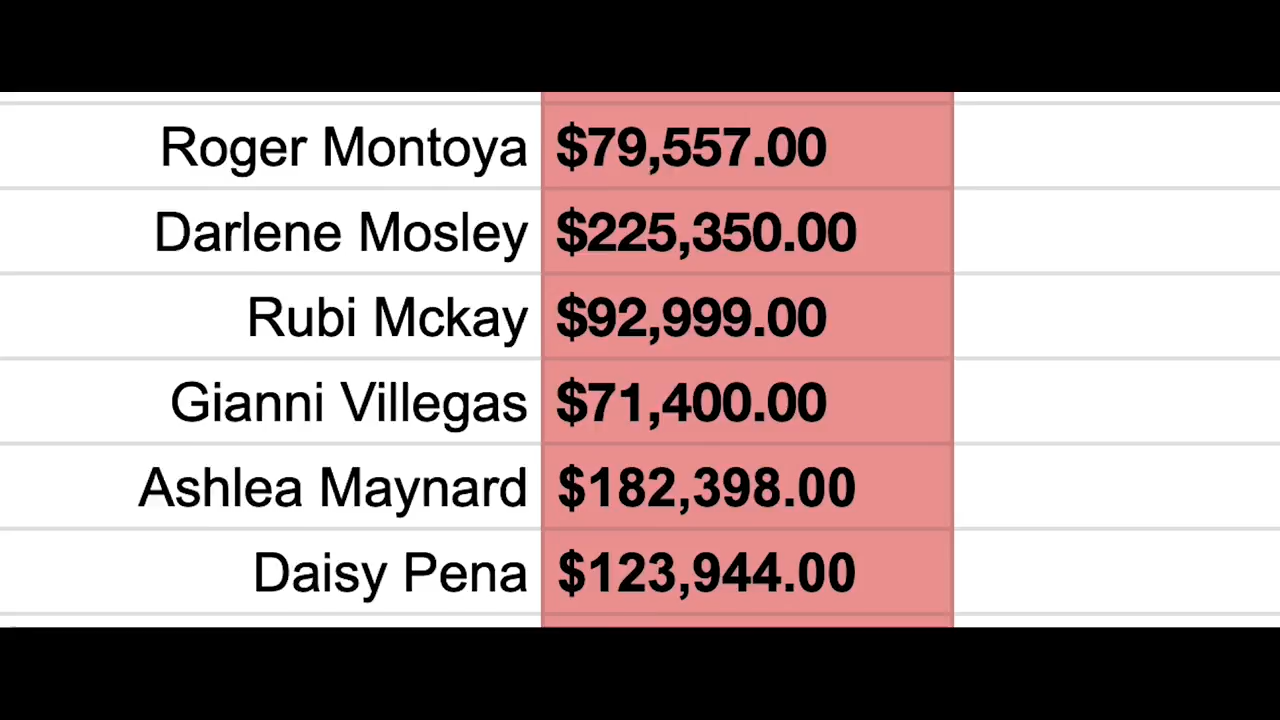 Roger Montoya $79,557.00
Darlene Mosley $225,350.00
Rubi Mckay $92,999.00
Gianni Villegas $71,400.00
Ashlea Maynard $182,398.00
Daisy Pena $123,944.00